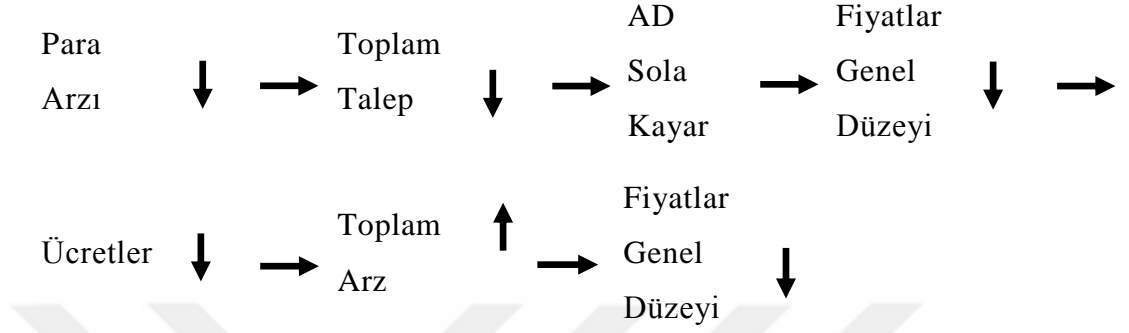 Para Arzı ↓ → Toplam Talep ↓ → AD Sola Kayar → Fiyatlar Genel Düzeyi ↓ →
Ücretler ↓ → Toplam Arz ↑ → Fiyatlar Genel Düzeyi ↓